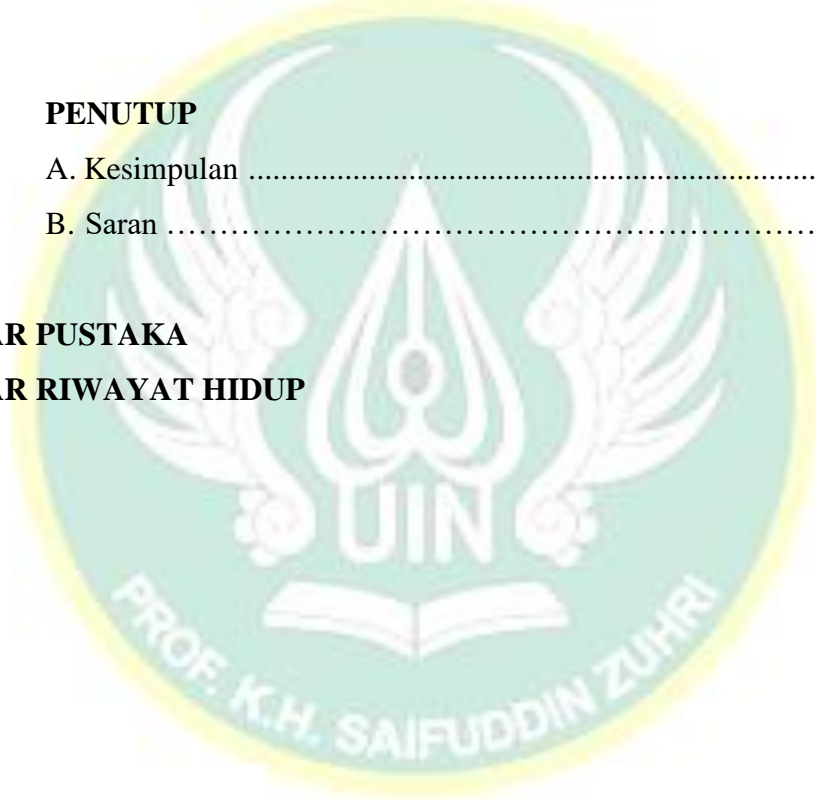 PENUTUP
A. Kesimpulan ...........................................................................
B. Saran …………………………………………………………
AR PUSTAKA
AR RIWAYAT HIDUP
UIN
PROF. K.H. SAIFUDDIN ZUHRI